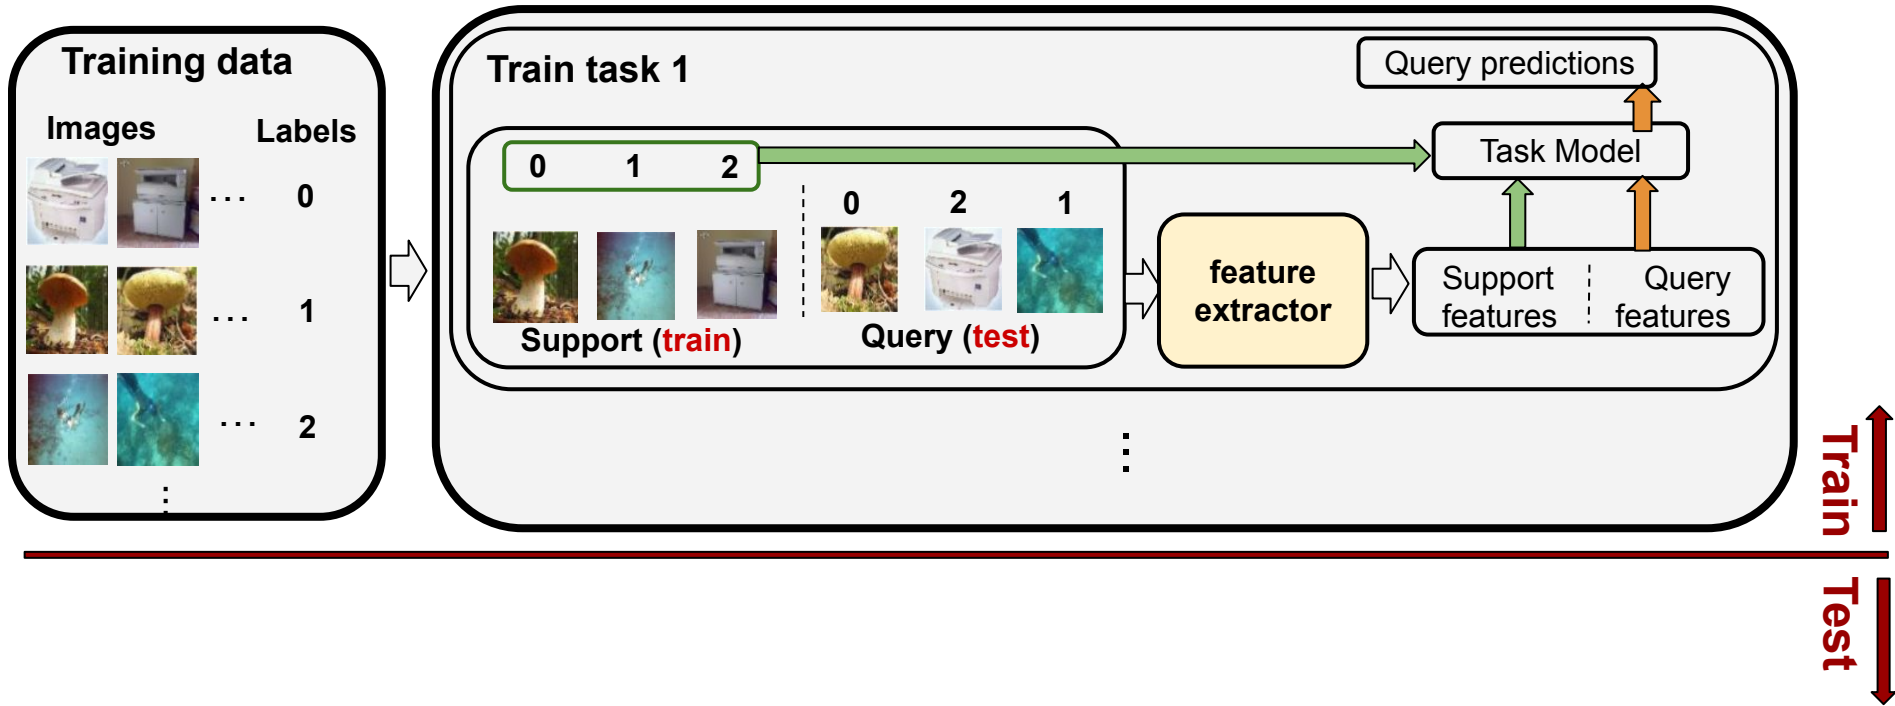 Training data
Images
Labels
... 0
... 1
... 2
⋮
Train task 1
0 1 2
0 2 1
Support (train)
Query (test)
feature
extractor
Support
features
Query
features
Task Model
Query predictions
⋮
Train
Test